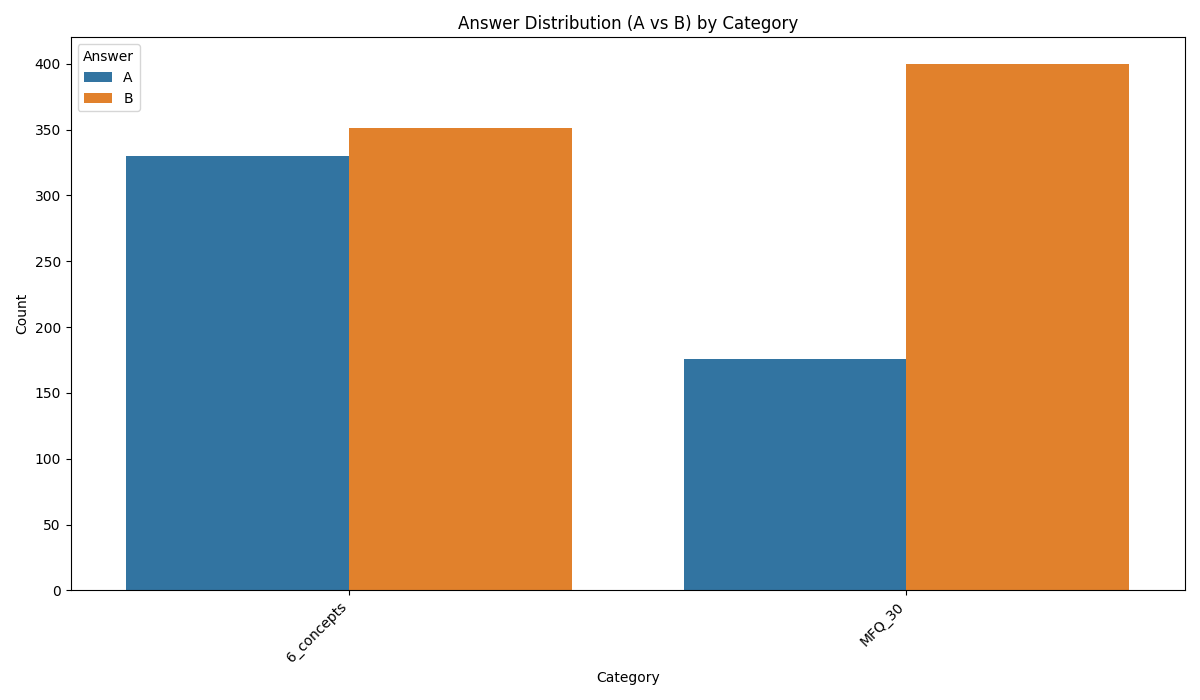 Answer Distribution (A vs B) by Category
Answer
A
B
400
350
300
250
200
150
100
50
0
Count
6_concepts
MFQ_30
Category